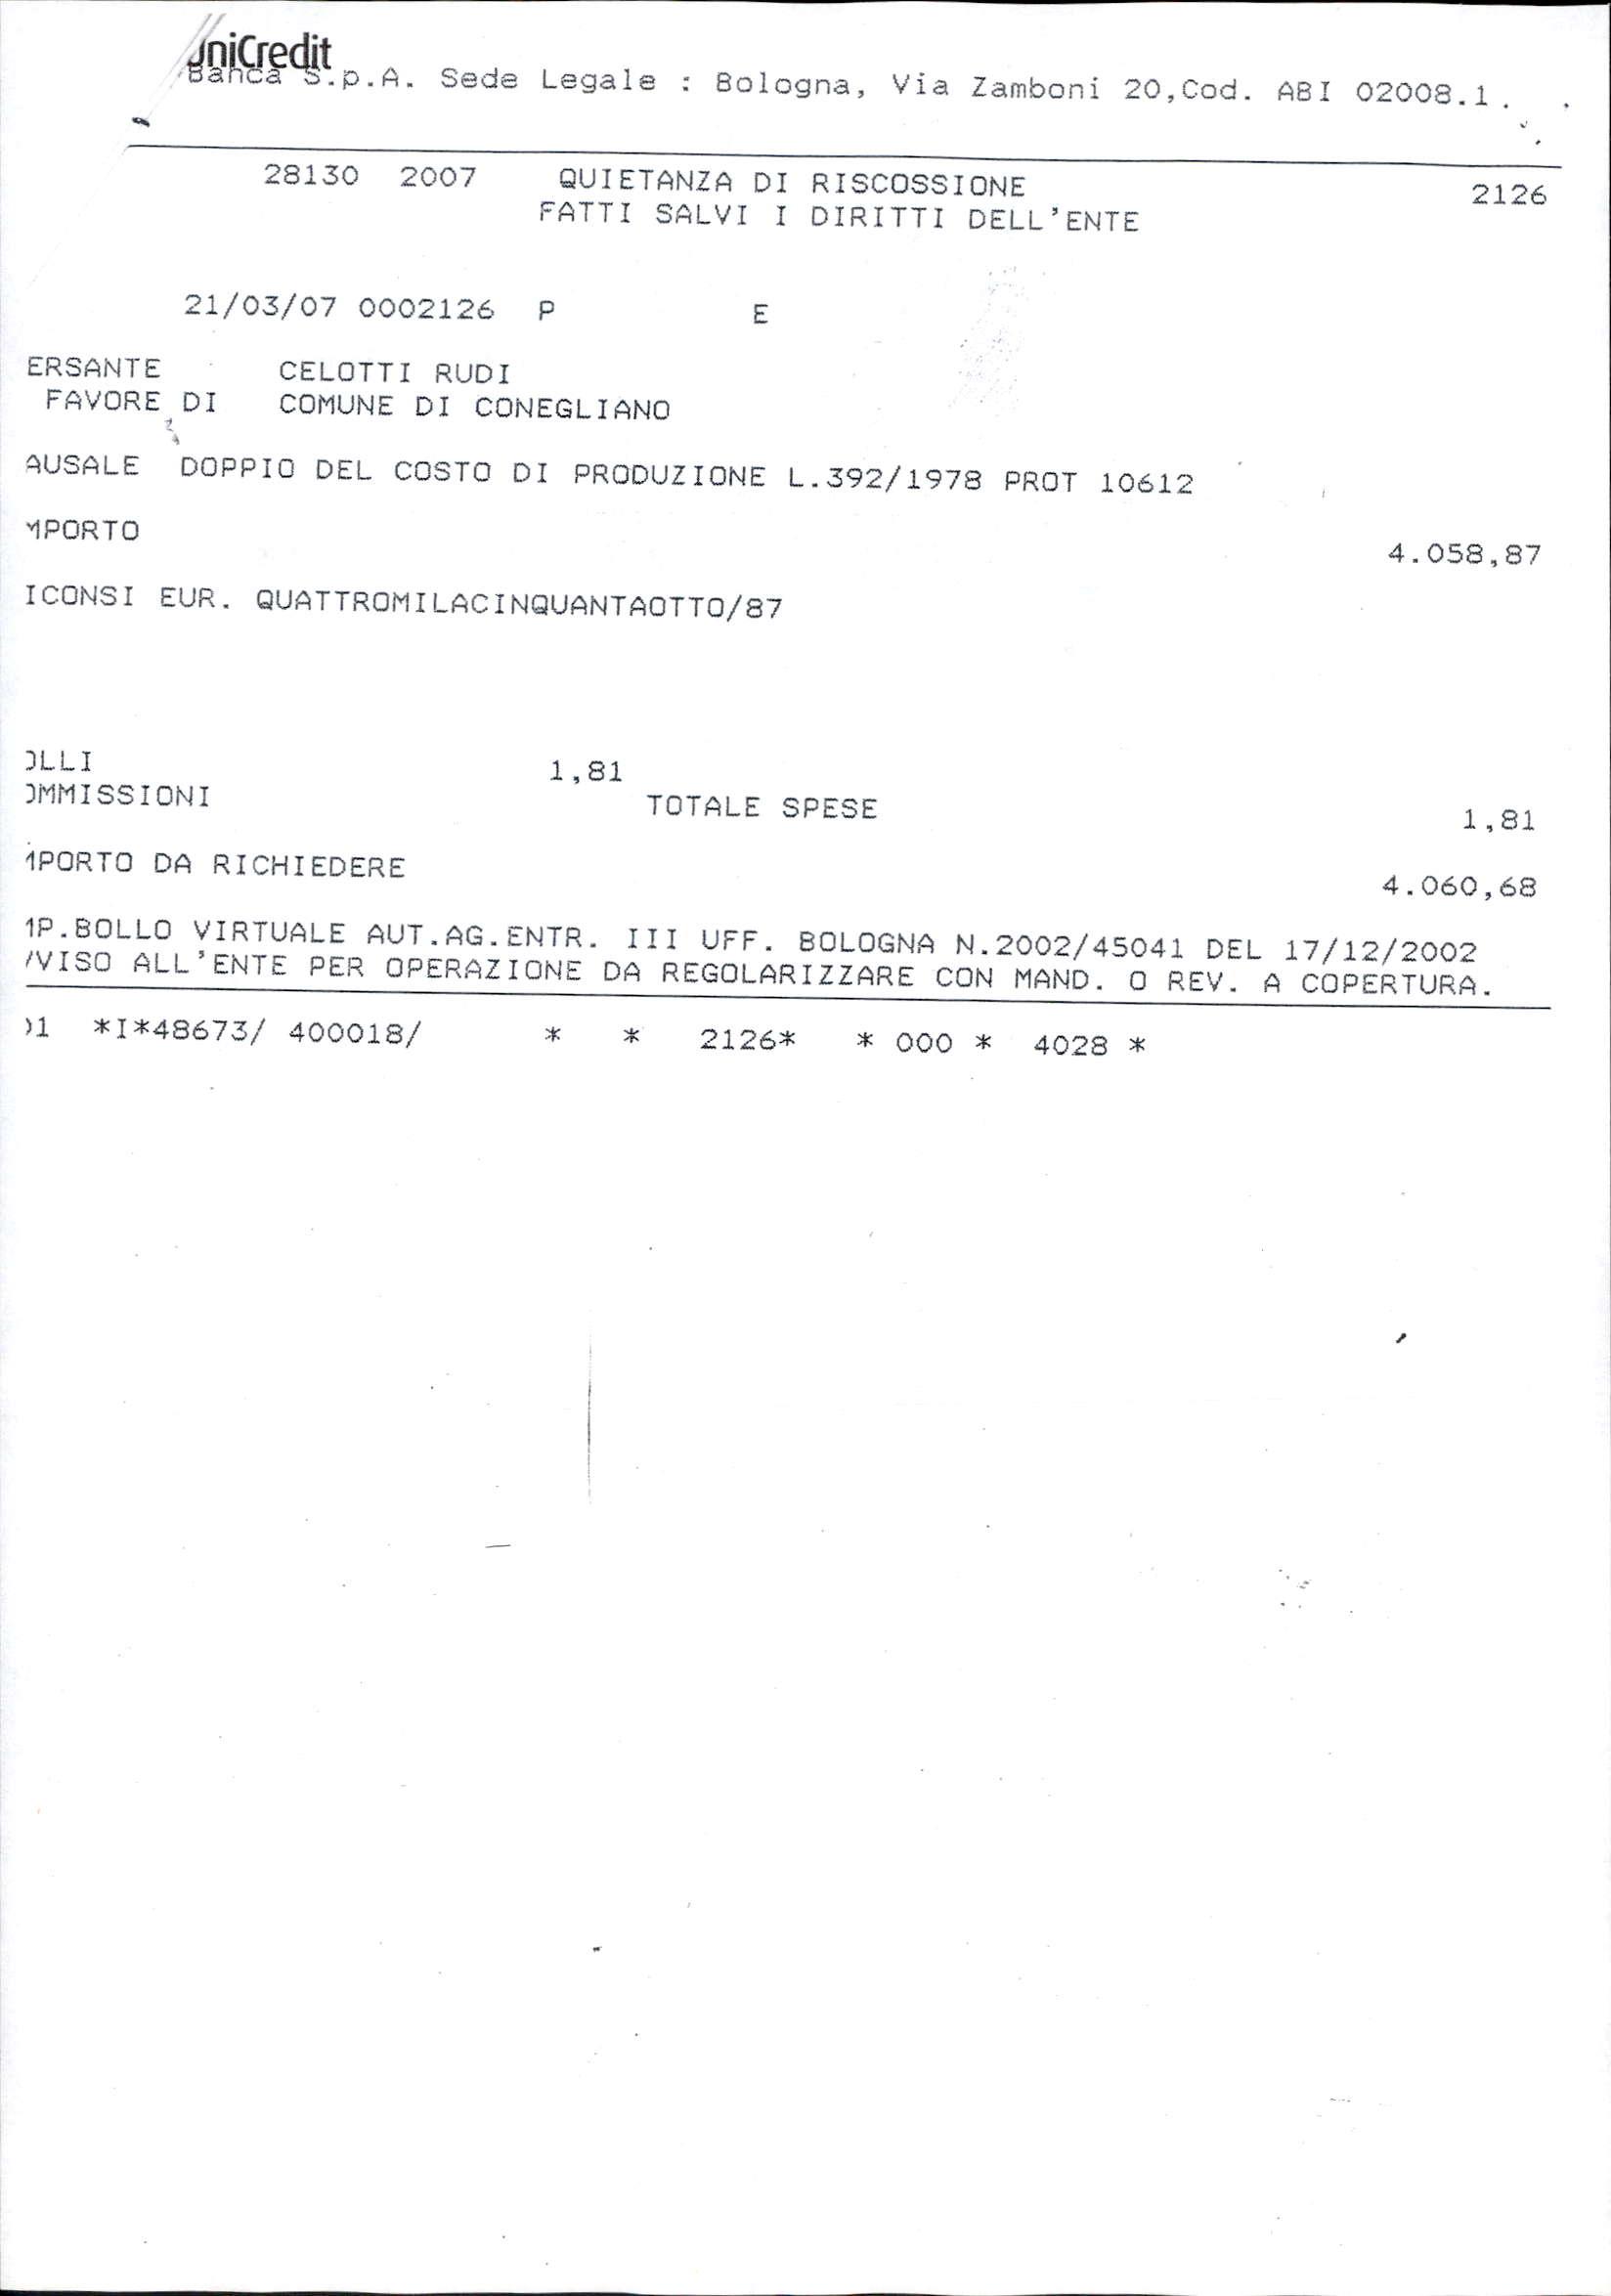 UniCredit
Banca S.p.A. Sede Legale : Bologna, Via Zamboni 20,Cod. ABI 02008.1.
28130 2007 QUIETANZA DI RISCOSSIONE 2126
FATTI SALVI I DIRITTI DELL'ENTE
21/03/07 0002126 P E
ERSANTE CELOTTI RUDI
FAVORE DI COMUNE DI CONEGLIANO
AUSALE DOPPIO DEL COSTO DI PRODUZIONE L.392/1978 PROT 10612
MPORTO 4.058,87
ICONSI EUR. QUATTROMILACINQUANTAOTTO/87
OLLI 1,81
OMMISSIONI TOTALE SPESE 1,81
MPORTO DA RICHIEDERE 4.060,68
MP.BOLLO VIRTUALE AUT.AG.ENTR. III UFF. BOLOGNA N.2002/45041 DEL 17/12/2002
VVISO ALL'ENTE PER OPERAZIONE DA REGOLARIZZARE CON MAND. O REV. A COPERTURA.
01 *I*48673/ 400018/ * * 2126* * 000 * 4028 *